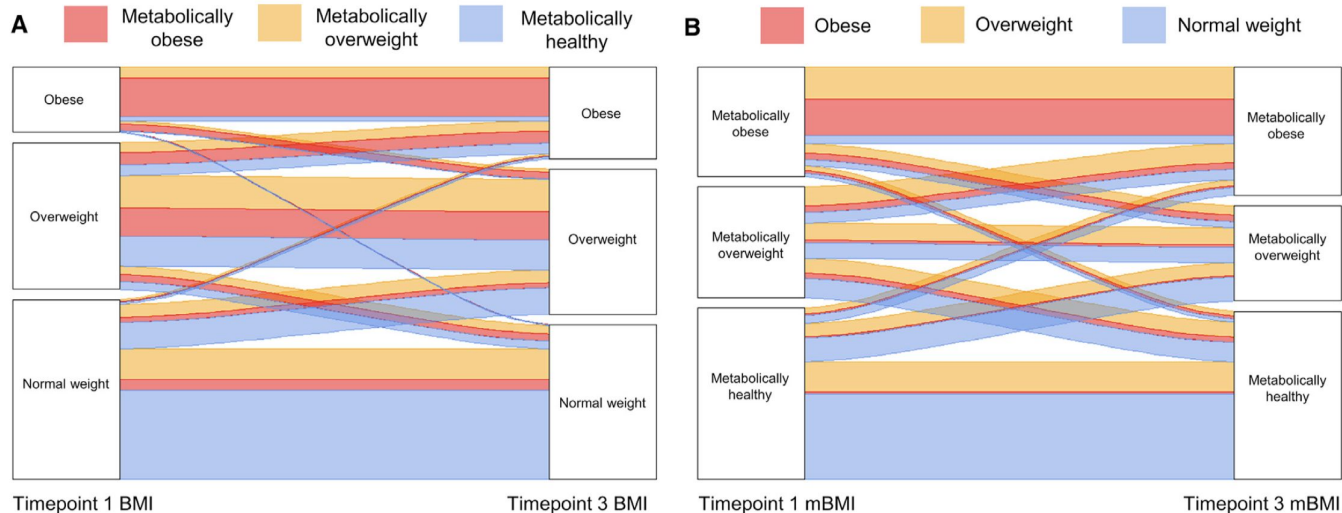 A
Metabolically
obese
Metabolically
overweight
Metabolically
healthy
Obese
Overweight
Normal weight
Obese
Overweight
Normal weight
Timepoint 1 BMI
Timepoint 3 BMI
B
Obese
Overweight
Normal weight
Metabolically
obese
Metabolically
overweight
Metabolically
healthy
Metabolically
obese
Metabolically
overweight
Metabolically
healthy
Timepoint 1 mBMI
Timepoint 3 mBMI